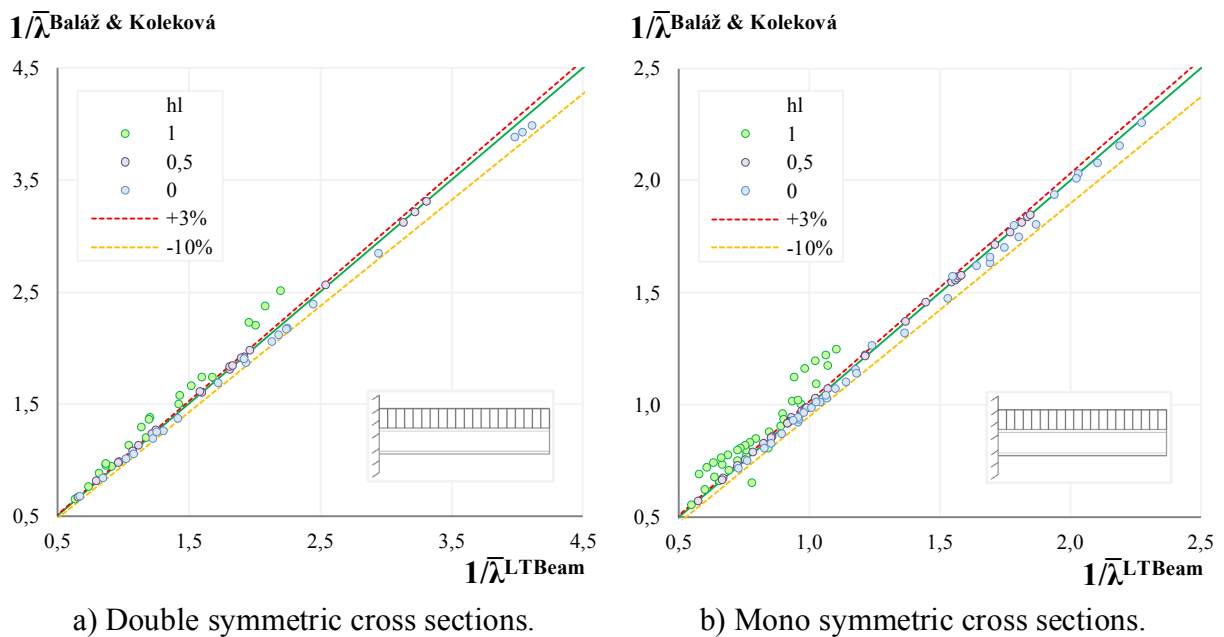 1/λ̅ Baláž & Koleková
4,5
3,5
2,5
1,5
0,5
hl
1
0,5
0
+3%
-10%
0,5 1,5 2,5 3,5 4,5
1/λ̅ LTBeam
a) Double symmetric cross sections.
1/λ̅ Baláž & Koleková
2,5
2,0
1,5
1,0
0,5
hl
1
0,5
0
+3%
-10%
0,5 1,0 1,5 2,0 2,5
1/λ̅ LTBeam
b) Mono symmetric cross sections.